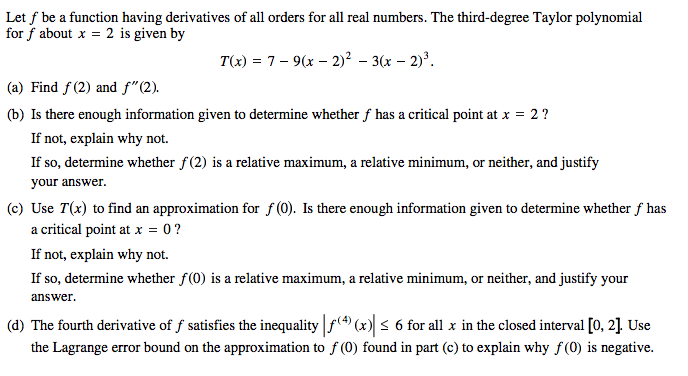 Let f be a function having derivatives of all orders for all real numbers. The third-degree Taylor polynomial
for f about x = 2 is given by
T(x) = 7 − 9(x − 2)² − 3(x − 2)³.
(a) Find f(2) and f″(2).
(b) Is there enough information given to determine whether f has a critical point at x = 2 ?
If not, explain why not.
If so, determine whether f(2) is a relative maximum, a relative minimum, or neither, and justify
your answer.
(c) Use T(x) to find an approximation for f(0). Is there enough information given to determine whether f has
a critical point at x = 0 ?
If not, explain why not.
If so, determine whether f(0) is a relative maximum, a relative minimum, or neither, and justify your
answer.
(d) The fourth derivative of f satisfies the inequality |f⁽⁴⁾(x)| ≤ 6 for all x in the closed interval [0, 2]. Use
the Lagrange error bound on the approximation to f(0) found in part (c) to explain why f(0) is negative.